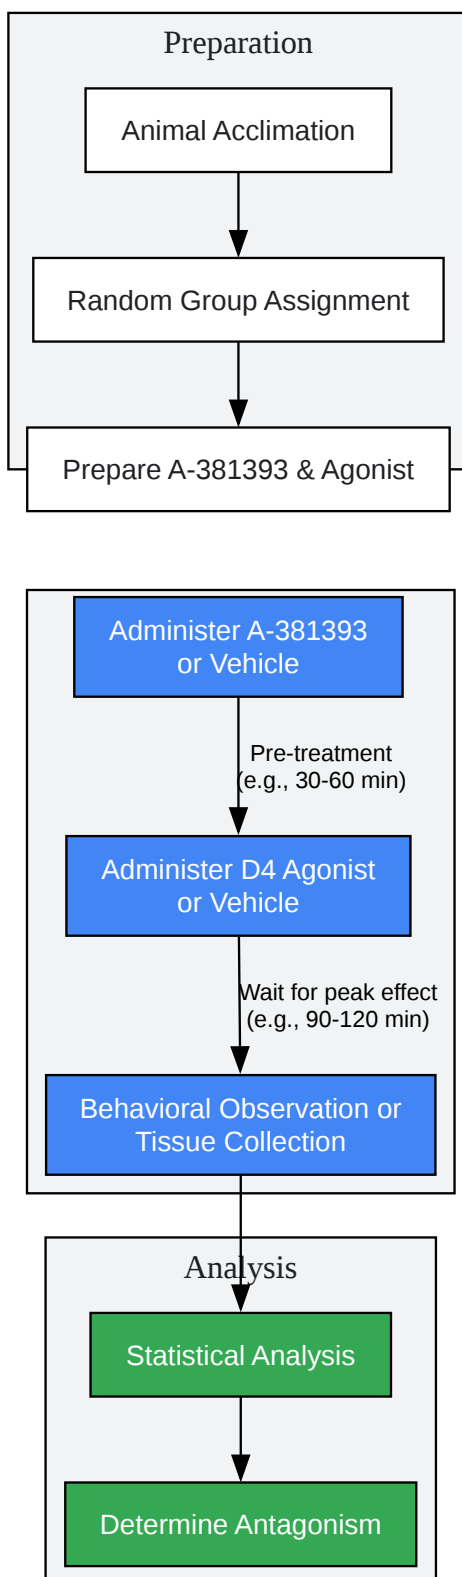 Preparation
Animal Acclimation
Random Group Assignment
Prepare A-381393 & Agonist
Administer A-381393
or Vehicle
Pre-treatment
(e.g., 30-60 min)
Administer D4 Agonist
or Vehicle
Wait for peak effect
(e.g., 90-120 min)
Behavioral Observation or
Tissue Collection
Analysis
Statistical Analysis
Determine Antagonism